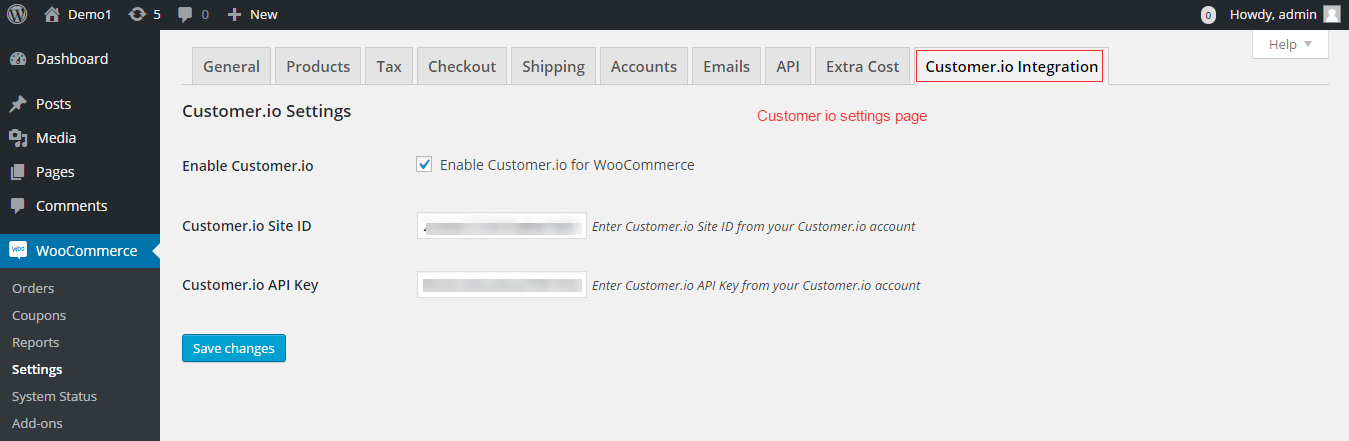 Demo1 5 0 New 0 Howdy, admin
Help
Dashboard
Posts
Media
Pages
Comments
WooCommerce
Orders
Coupons
Reports
Settings
System Status
Add-ons
General Products Tax Checkout Shipping Accounts Emails API Extra Cost Customer.io Integration
Customer.io Settings
Customer io settings page
Enable Customer.io Enable Customer.io for WooCommerce
Customer.io Site ID Enter Customer.io Site ID from your Customer.io account
Customer.io API Key Enter Customer.io API Key from your Customer.io account
Save changes